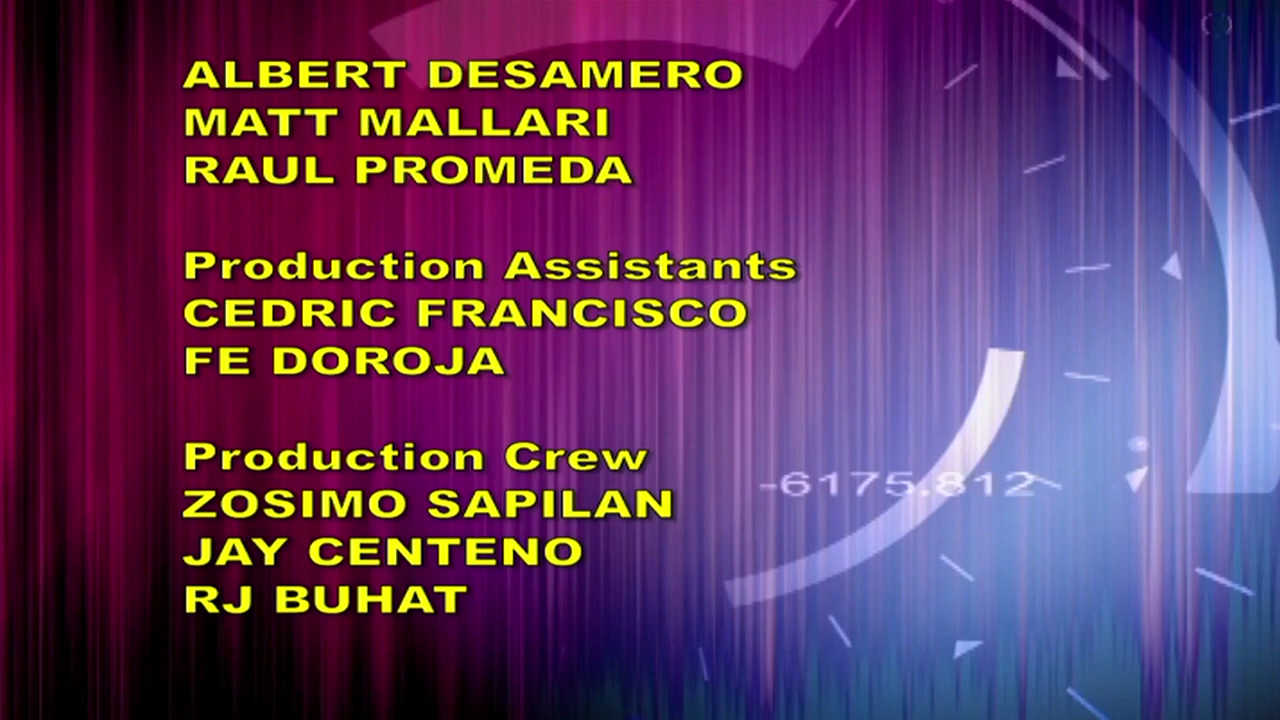 ALBERT DESAMERO
MATT MALLARI
RAUL PROMEDA
Production Assistants
CEDRIC FRANCISCO
FE DOROJA
-6175.812
Production Crew
ZOSIMO SAPILAN
JAY CENTENO
RJ BUHAT